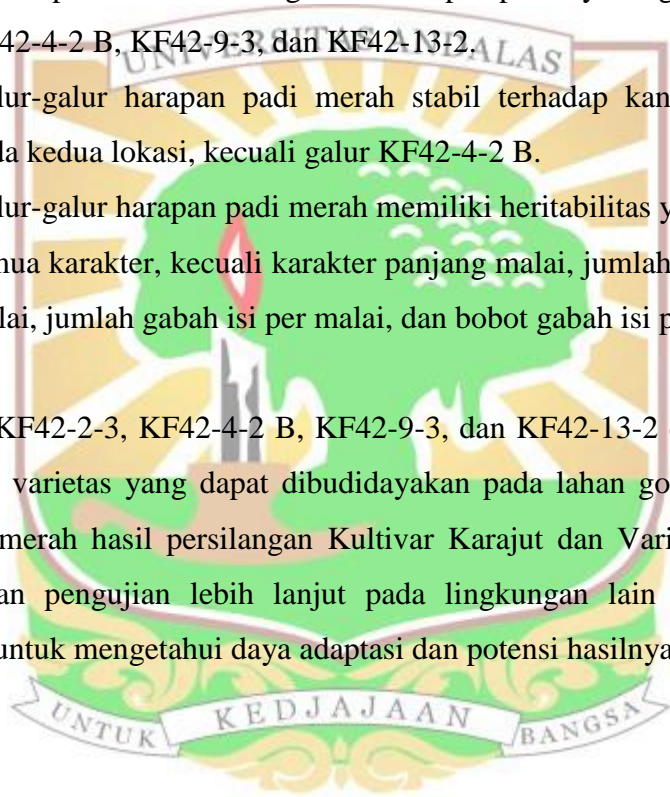 42-4-2 B, KF42-9-3, dan KF42-13-2.
UNIVERSITAS ANDALAS
lur-galur harapan padi merah stabil terhadap kan
da kedua lokasi, kecuali galur KF42-4-2 B.
lur-galur harapan padi merah memiliki heritabilitas y
mua karakter, kecuali karakter panjang malai, jumlah
lai, jumlah gabah isi per malai, dan bobot gabah isi p
KF42-2-3, KF42-4-2 B, KF42-9-3, dan KF42-13-2
varietas yang dapat dibudidayakan pada lahan go
merah hasil persilangan Kultivar Karajut dan Vari
an pengujian lebih lanjut pada lingkungan lain
untuk mengetahui daya adaptasi dan potensi hasilnya
UNTUK KEDJAJAAN BANGSA